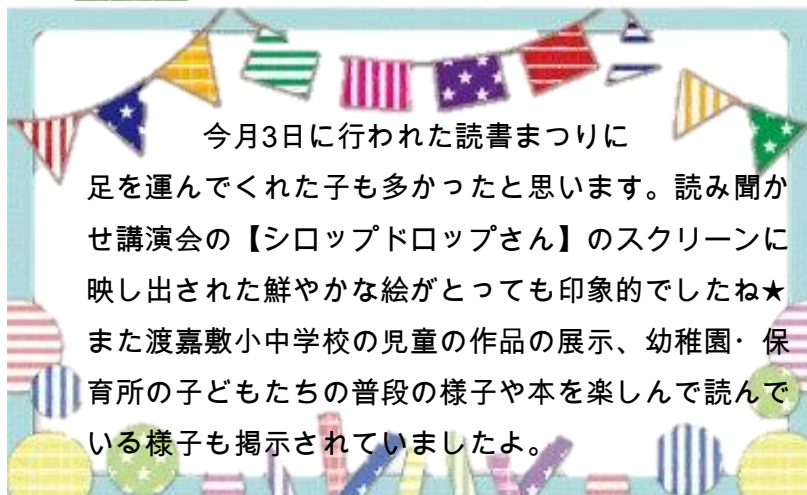 今月3日に行われた読書まつりに
足を運んでくれた子も多かったと思います。読み聞か
せ講演会の【シロップドロップさん】のスクリーンに
映し出された鮮やかな絵がとっても印象的でしたね★
また渡嘉敷小中学校の児童の作品の展示、幼稚園・保
育所の子どもたちの普段の様子や本を楽しんで読んで
いる様子も掲示されていましたよ。